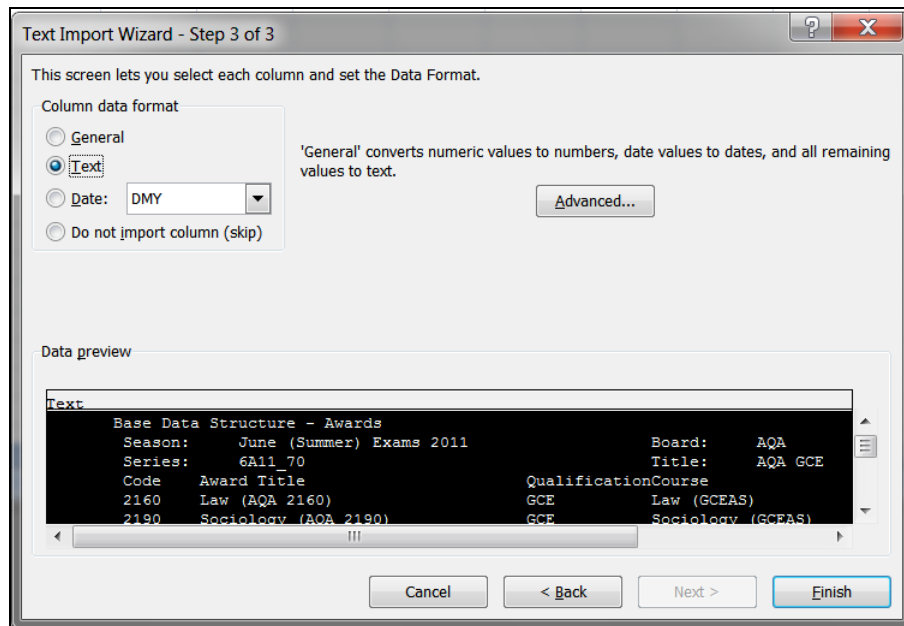 Text Import Wizard - Step 3 of 3
This screen lets you select each column and set the Data Format.
Column data format
General
Text
Date: DMY
Do not import column (skip)
'General' converts numeric values to numbers, date values to dates, and all remaining
values to text.
Advanced...
Data preview
Text
Base Data Structure - Awards
Season: June (Summer) Exams 2011 Board: AQA
Series: 6A11_70 Title: AQA GCE
Code Award Title QualificationCourse
2160 Law (AQA 2160) GCE Law (GCEAS)
2190 Sociology (AQA 2190) GCE Sociology (GCEAS)
Cancel < Back Next > Finish